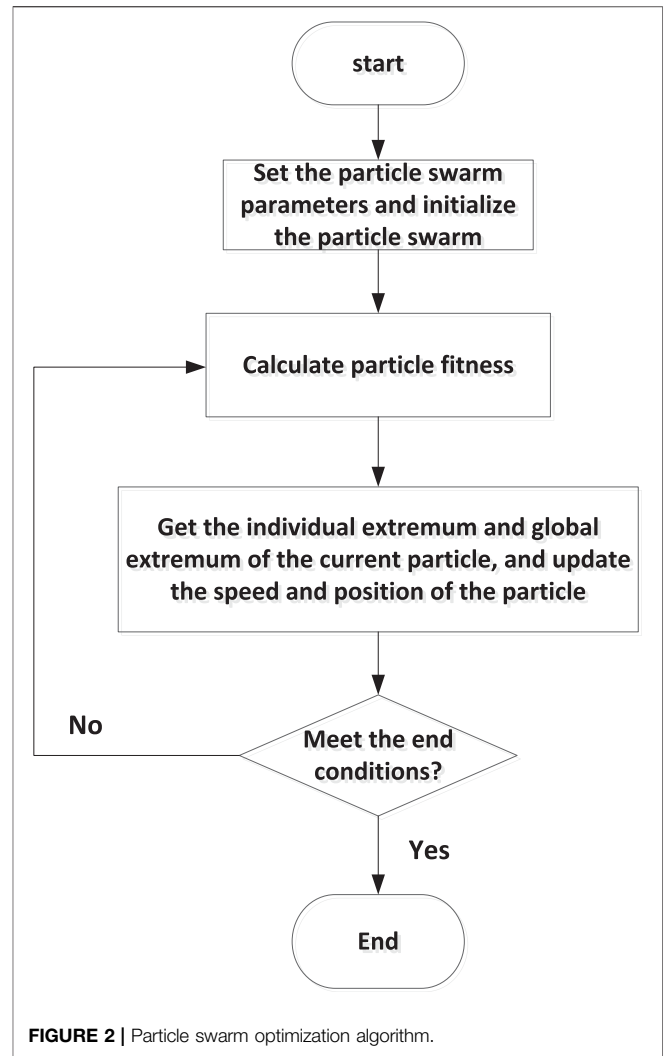 start
Set the particle swarm
parameters and initialize
the particle swarm
Calculate particle fitness
Get the individual extremum and global
extremum of the current particle, and update
the speed and position of the particle
No
Meet the end
conditions?
Yes
End
FIGURE 2 | Particle swarm optimization algorithm.